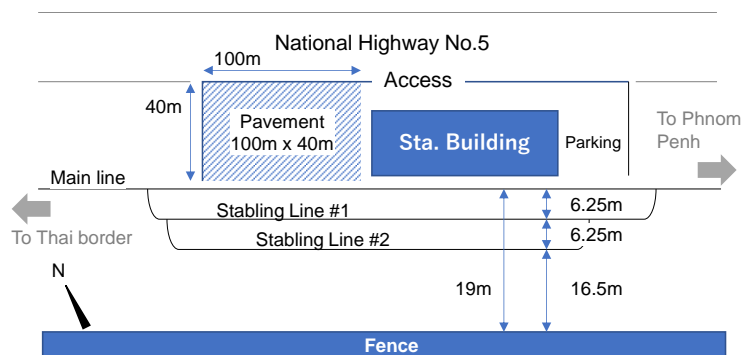 National Highway No.5
100m
Access
40m
Pavement
100m x 40m
Sta. Building
Parking
To Phnom
Penh
Main line
Stabling Line #1
6.25m
To Thai border
Stabling Line #2
6.25m
N
19m
16.5m
Fence